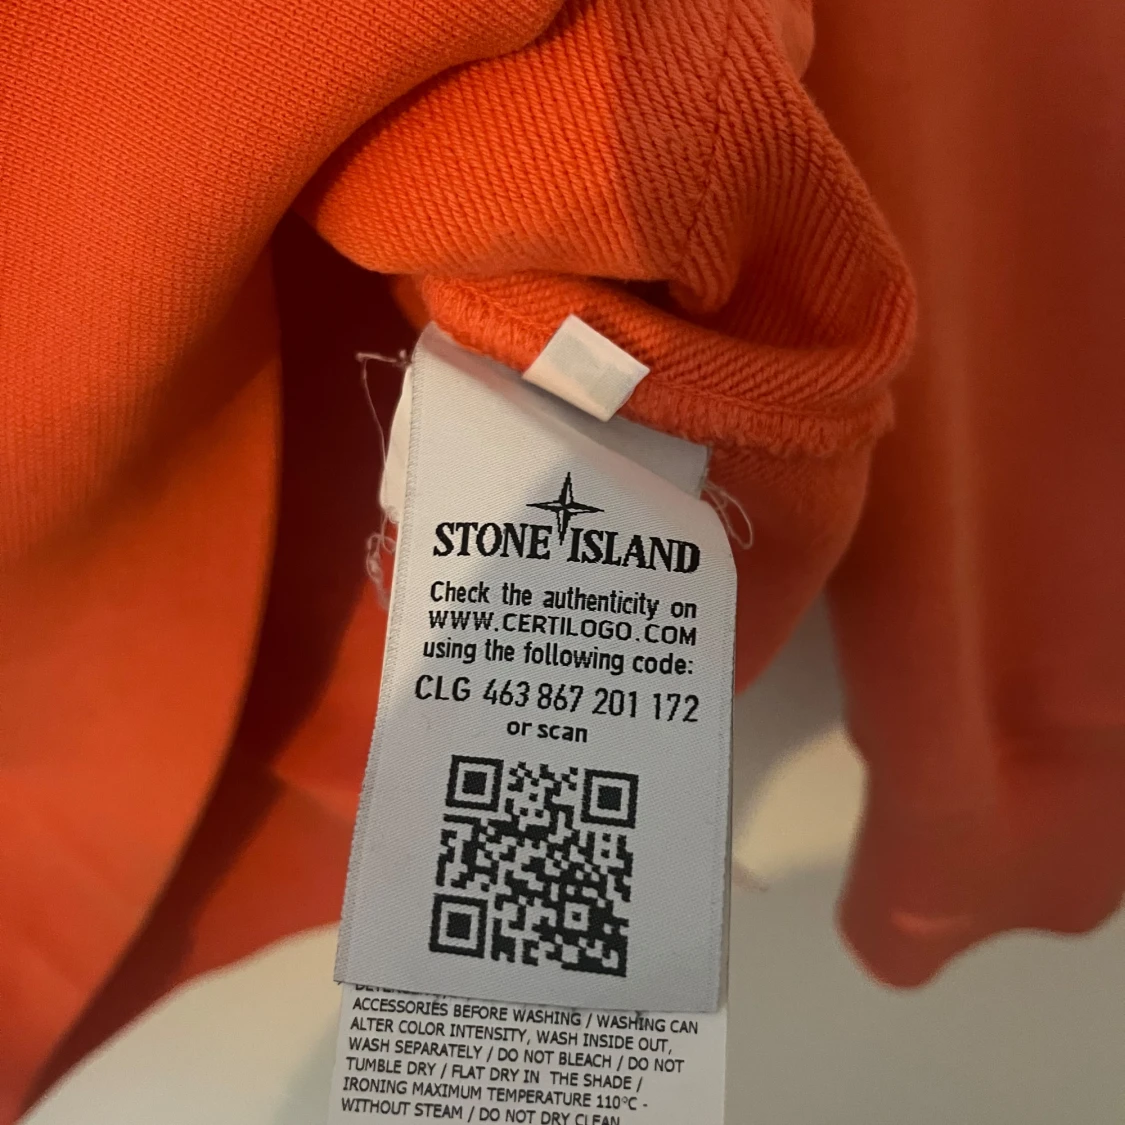 STONE ISLAND
Check the authenticity on
WWW.CERTILOGO.COM
using the following code:
CLG 463 867 201 172
or scan
ACCESSORIES BEFORE WASHING / WASHING CAN
ALTER COLOR INTENSITY, WASH INSIDE OUT,
WASH SEPARATELY / DO NOT BLEACH / DO NOT
TUMBLE DRY / FLAT DRY IN THE SHADE /
IRONING MAXIMUM TEMPERATURE 110°C -
WITHOUT STEAM / DO NOT DRY CLEAN